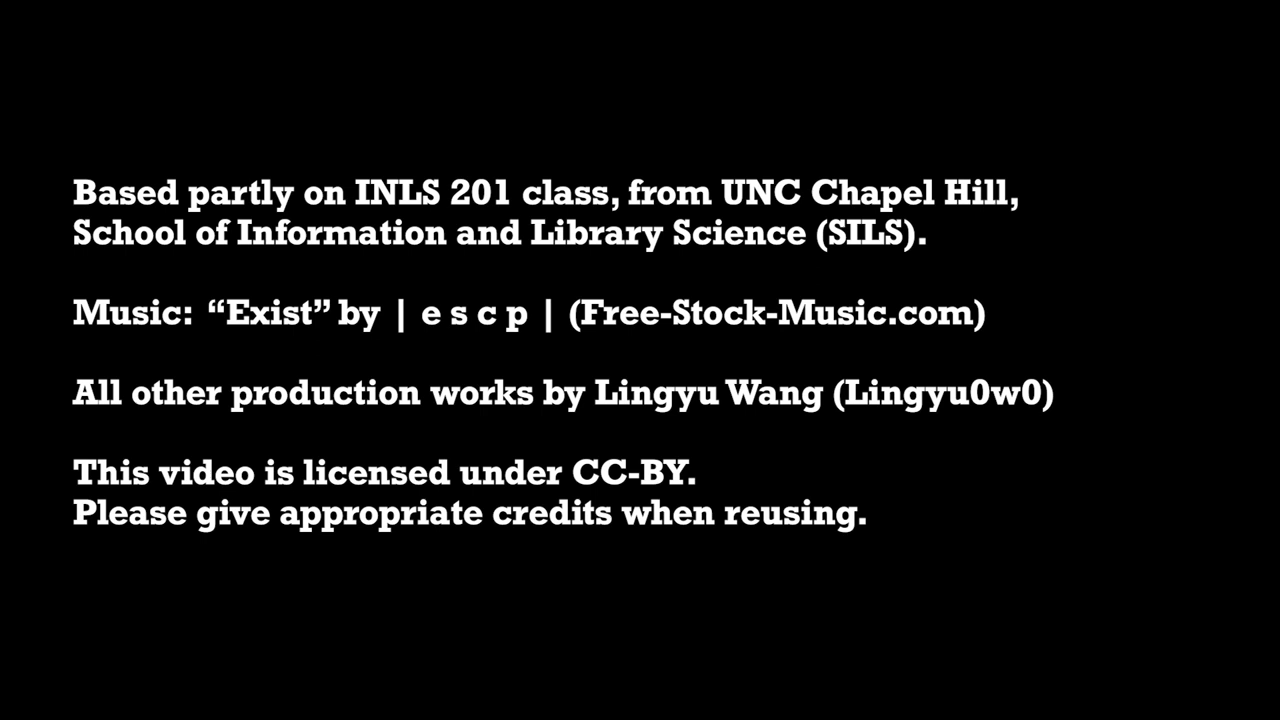 Based partly on INLS 201 class, from UNC Chapel Hill,
School of Information and Library Science (SILS).
Music: “Exist” by | e s c p | (Free-Stock-Music.com)
All other production works by Lingyu Wang (Lingyu0w0)
This video is licensed under CC-BY.
Please give appropriate credits when reusing.